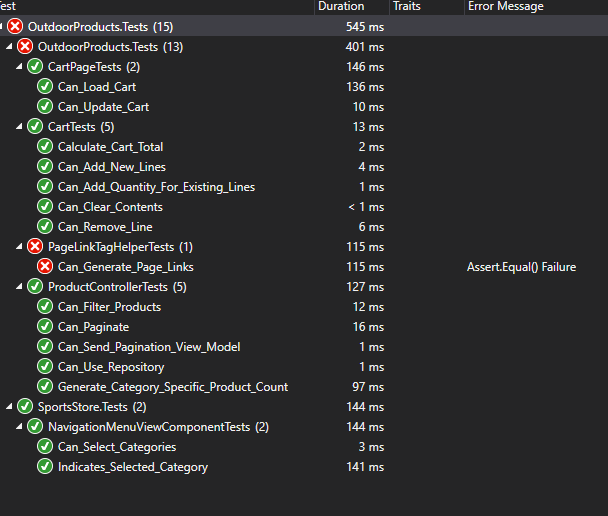 Test Duration Traits Error Message
OutdoorProducts.Tests (15) 545 ms
OutdoorProducts.Tests (13) 401 ms
CartPageTests (2) 146 ms
Can_Load_Cart 136 ms
Can_Update_Cart 10 ms
CartTests (5) 13 ms
Calculate_Cart_Total 2 ms
Can_Add_New_Lines 4 ms
Can_Add_Quantity_For_Existing_Lines 1 ms
Can_Clear_Contents < 1 ms
Can_Remove_Line 6 ms
PageLinkTagHelperTests (1) 115 ms
Can_Generate_Page_Links 115 ms Assert.Equal() Failure
ProductControllerTests (5) 127 ms
Can_Filter_Products 12 ms
Can_Paginate 16 ms
Can_Send_Pagination_View_Model 1 ms
Can_Use_Repository 1 ms
Generate_Category_Specific_Product_Count 97 ms
SportsStore.Tests (2) 144 ms
NavigationMenuViewComponentTests (2) 144 ms
Can_Select_Categories 3 ms
Indicates_Selected_Category 141 ms